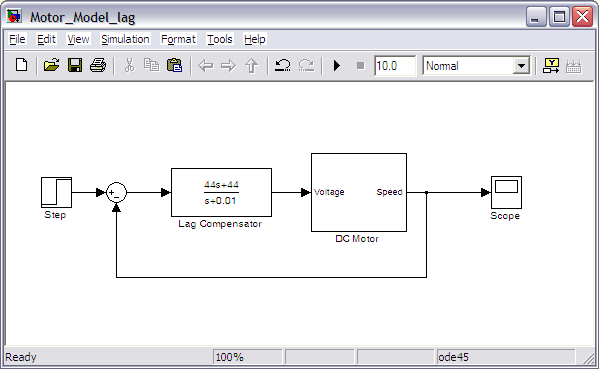 Motor_Model_lag
File Edit View Simulation Format Tools Help
10.0 Normal
44s+44
s+0.01
Voltage Speed
Step
Lag Compensator
DC Motor
Scope
Ready 100% ode45